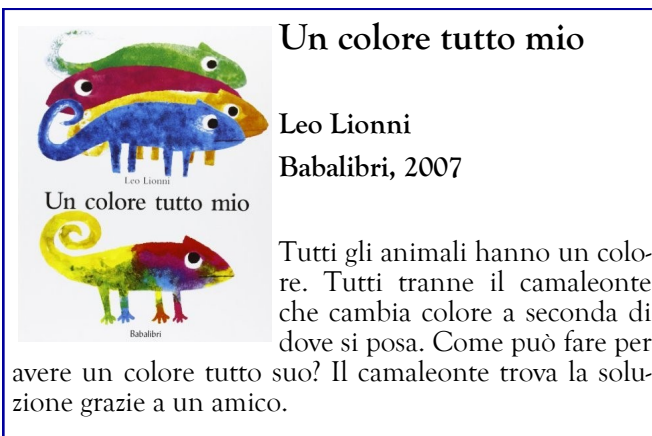 Un colore tutto mio
Leo Lionni
Babalibri, 2007
Leo Lionni
Un colore tutto mio
Babalibri
Tutti gli animali hanno un colo-
re. Tutti tranne il camaleonte
che cambia colore a seconda di
dove si posa. Come può fare per
avere un colore tutto suo? Il camaleonte trova la solu-
zione grazie a un amico.